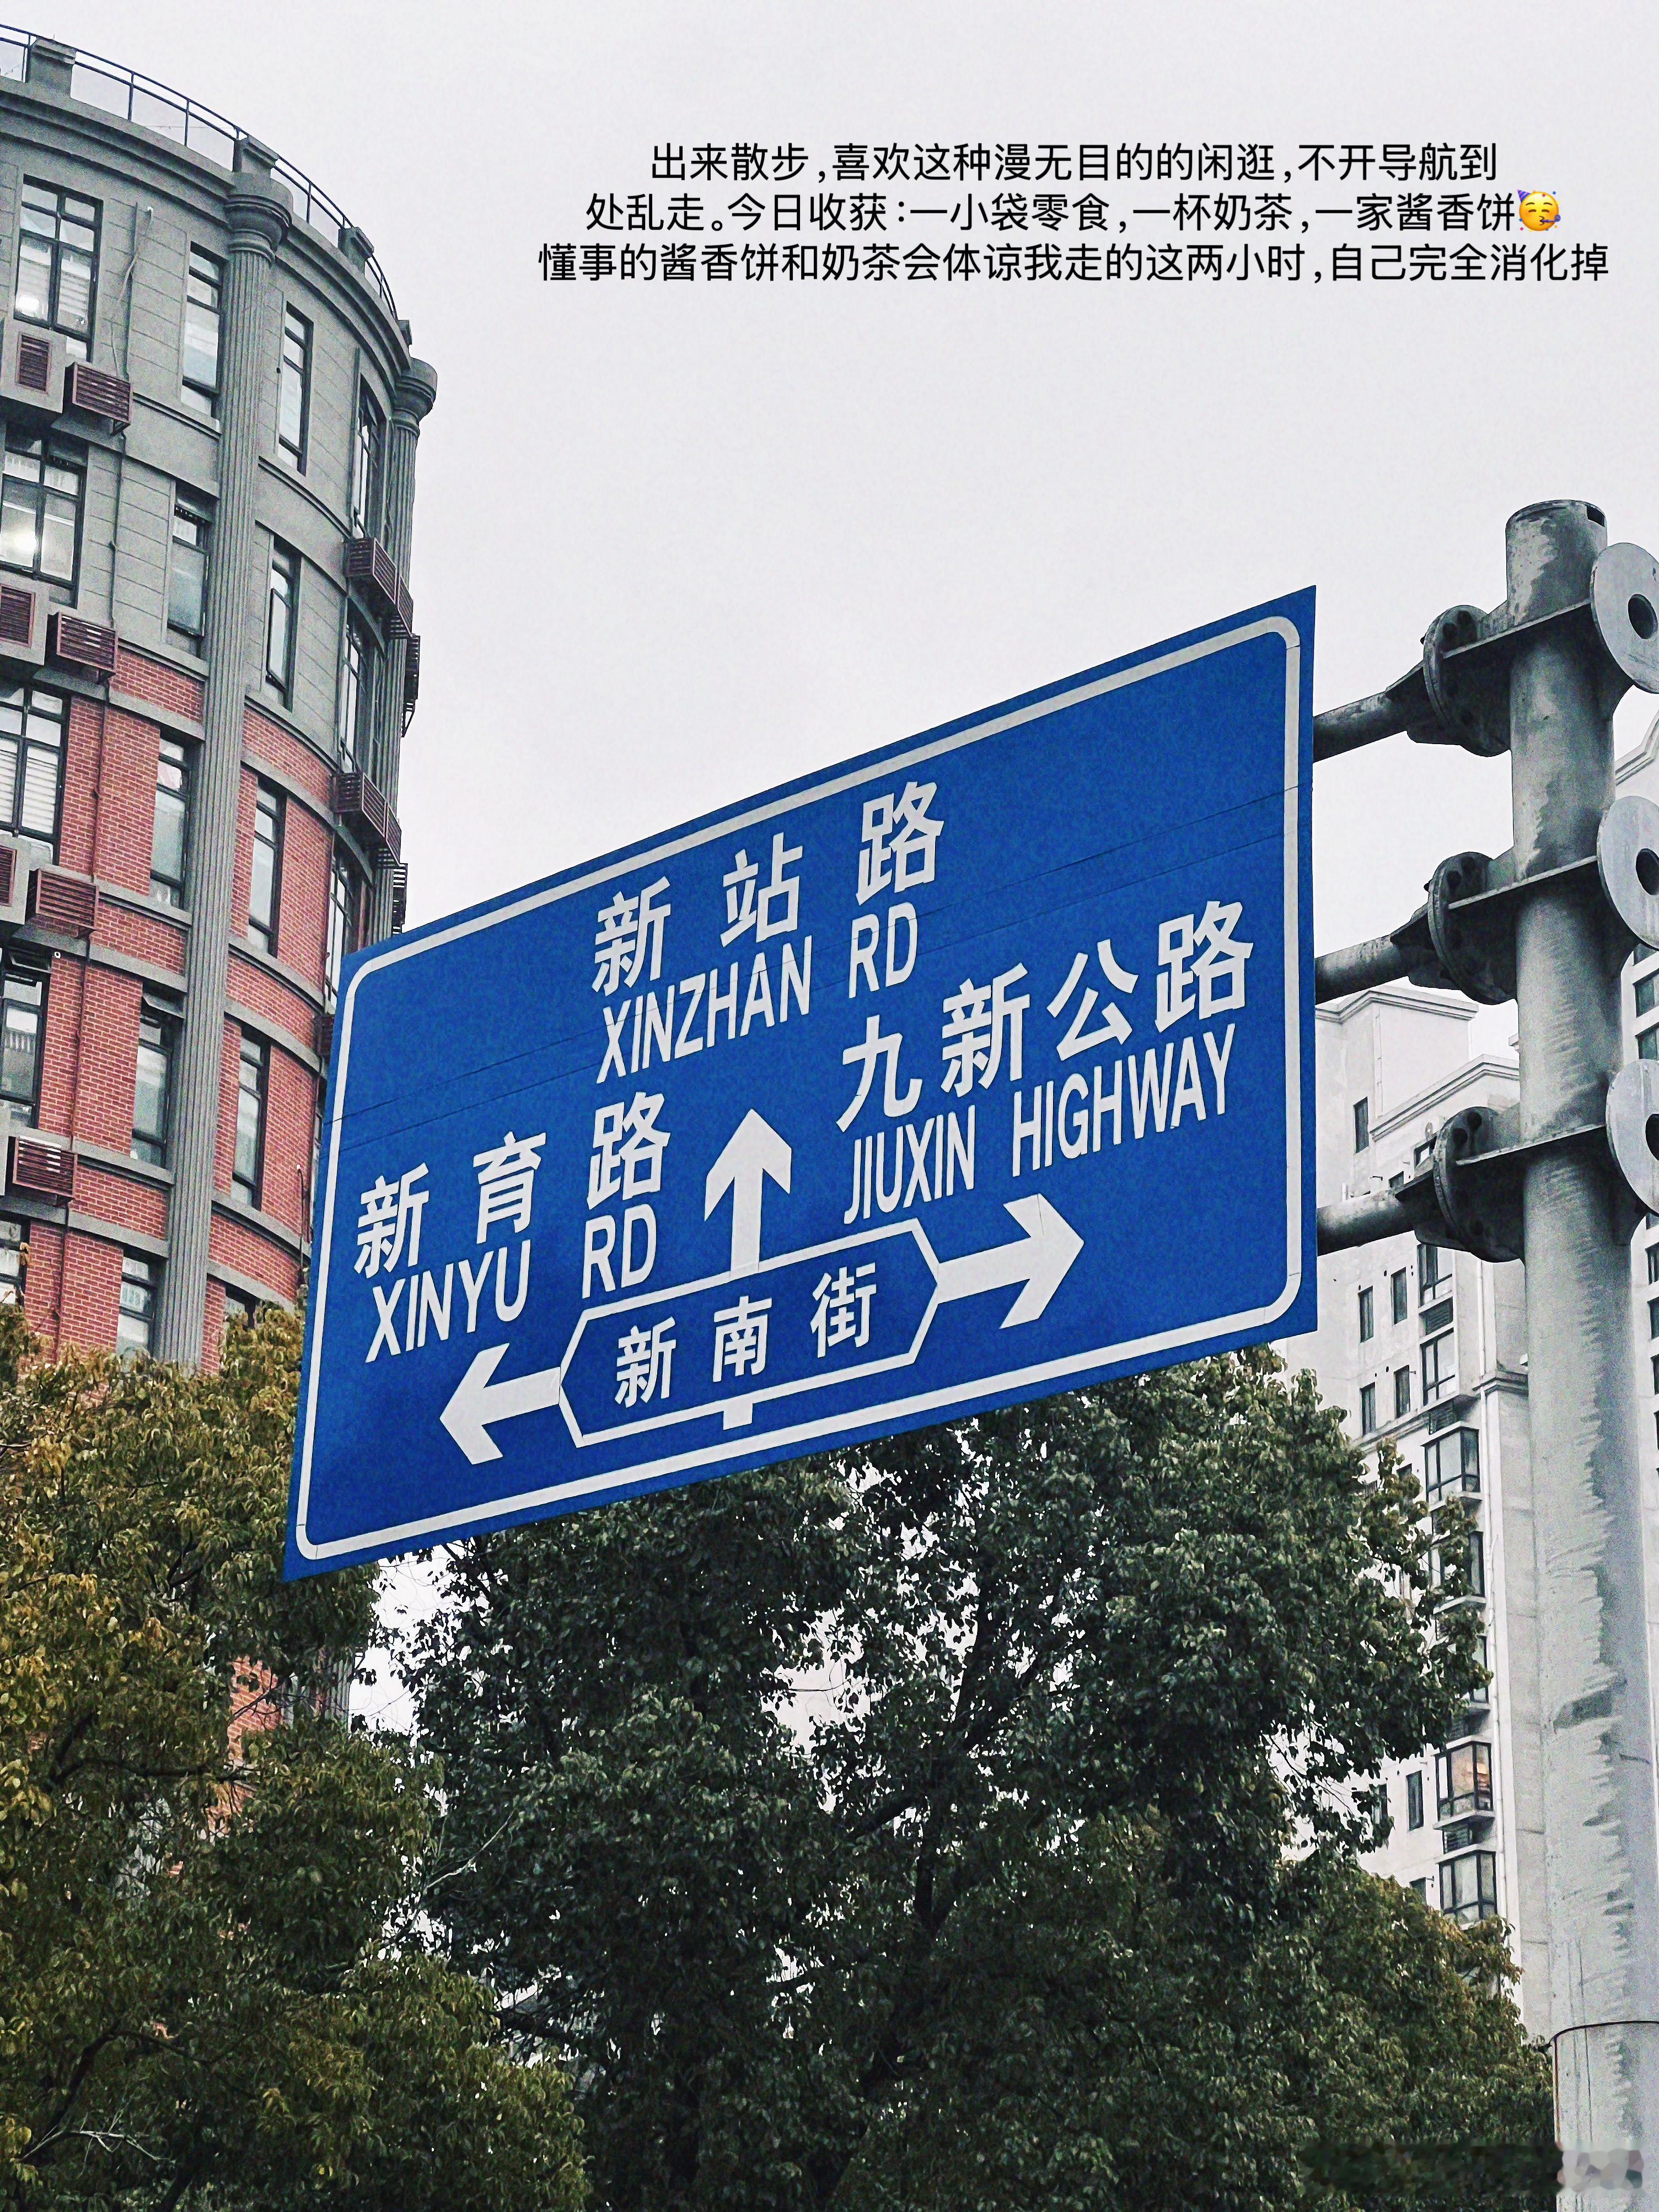 出来散步,喜欢这种漫无目的的闲逛,不开导航到
处乱走。今日收获:一小袋零食,一杯奶茶,一家酱香饼🥳
懂事的酱香饼和奶茶会体谅我走的这两小时,自己完全消化掉
新站路
XINZHAN RD
九新公路
JIUXIN HIGHWAY
新育路
XINYU RD
新南街